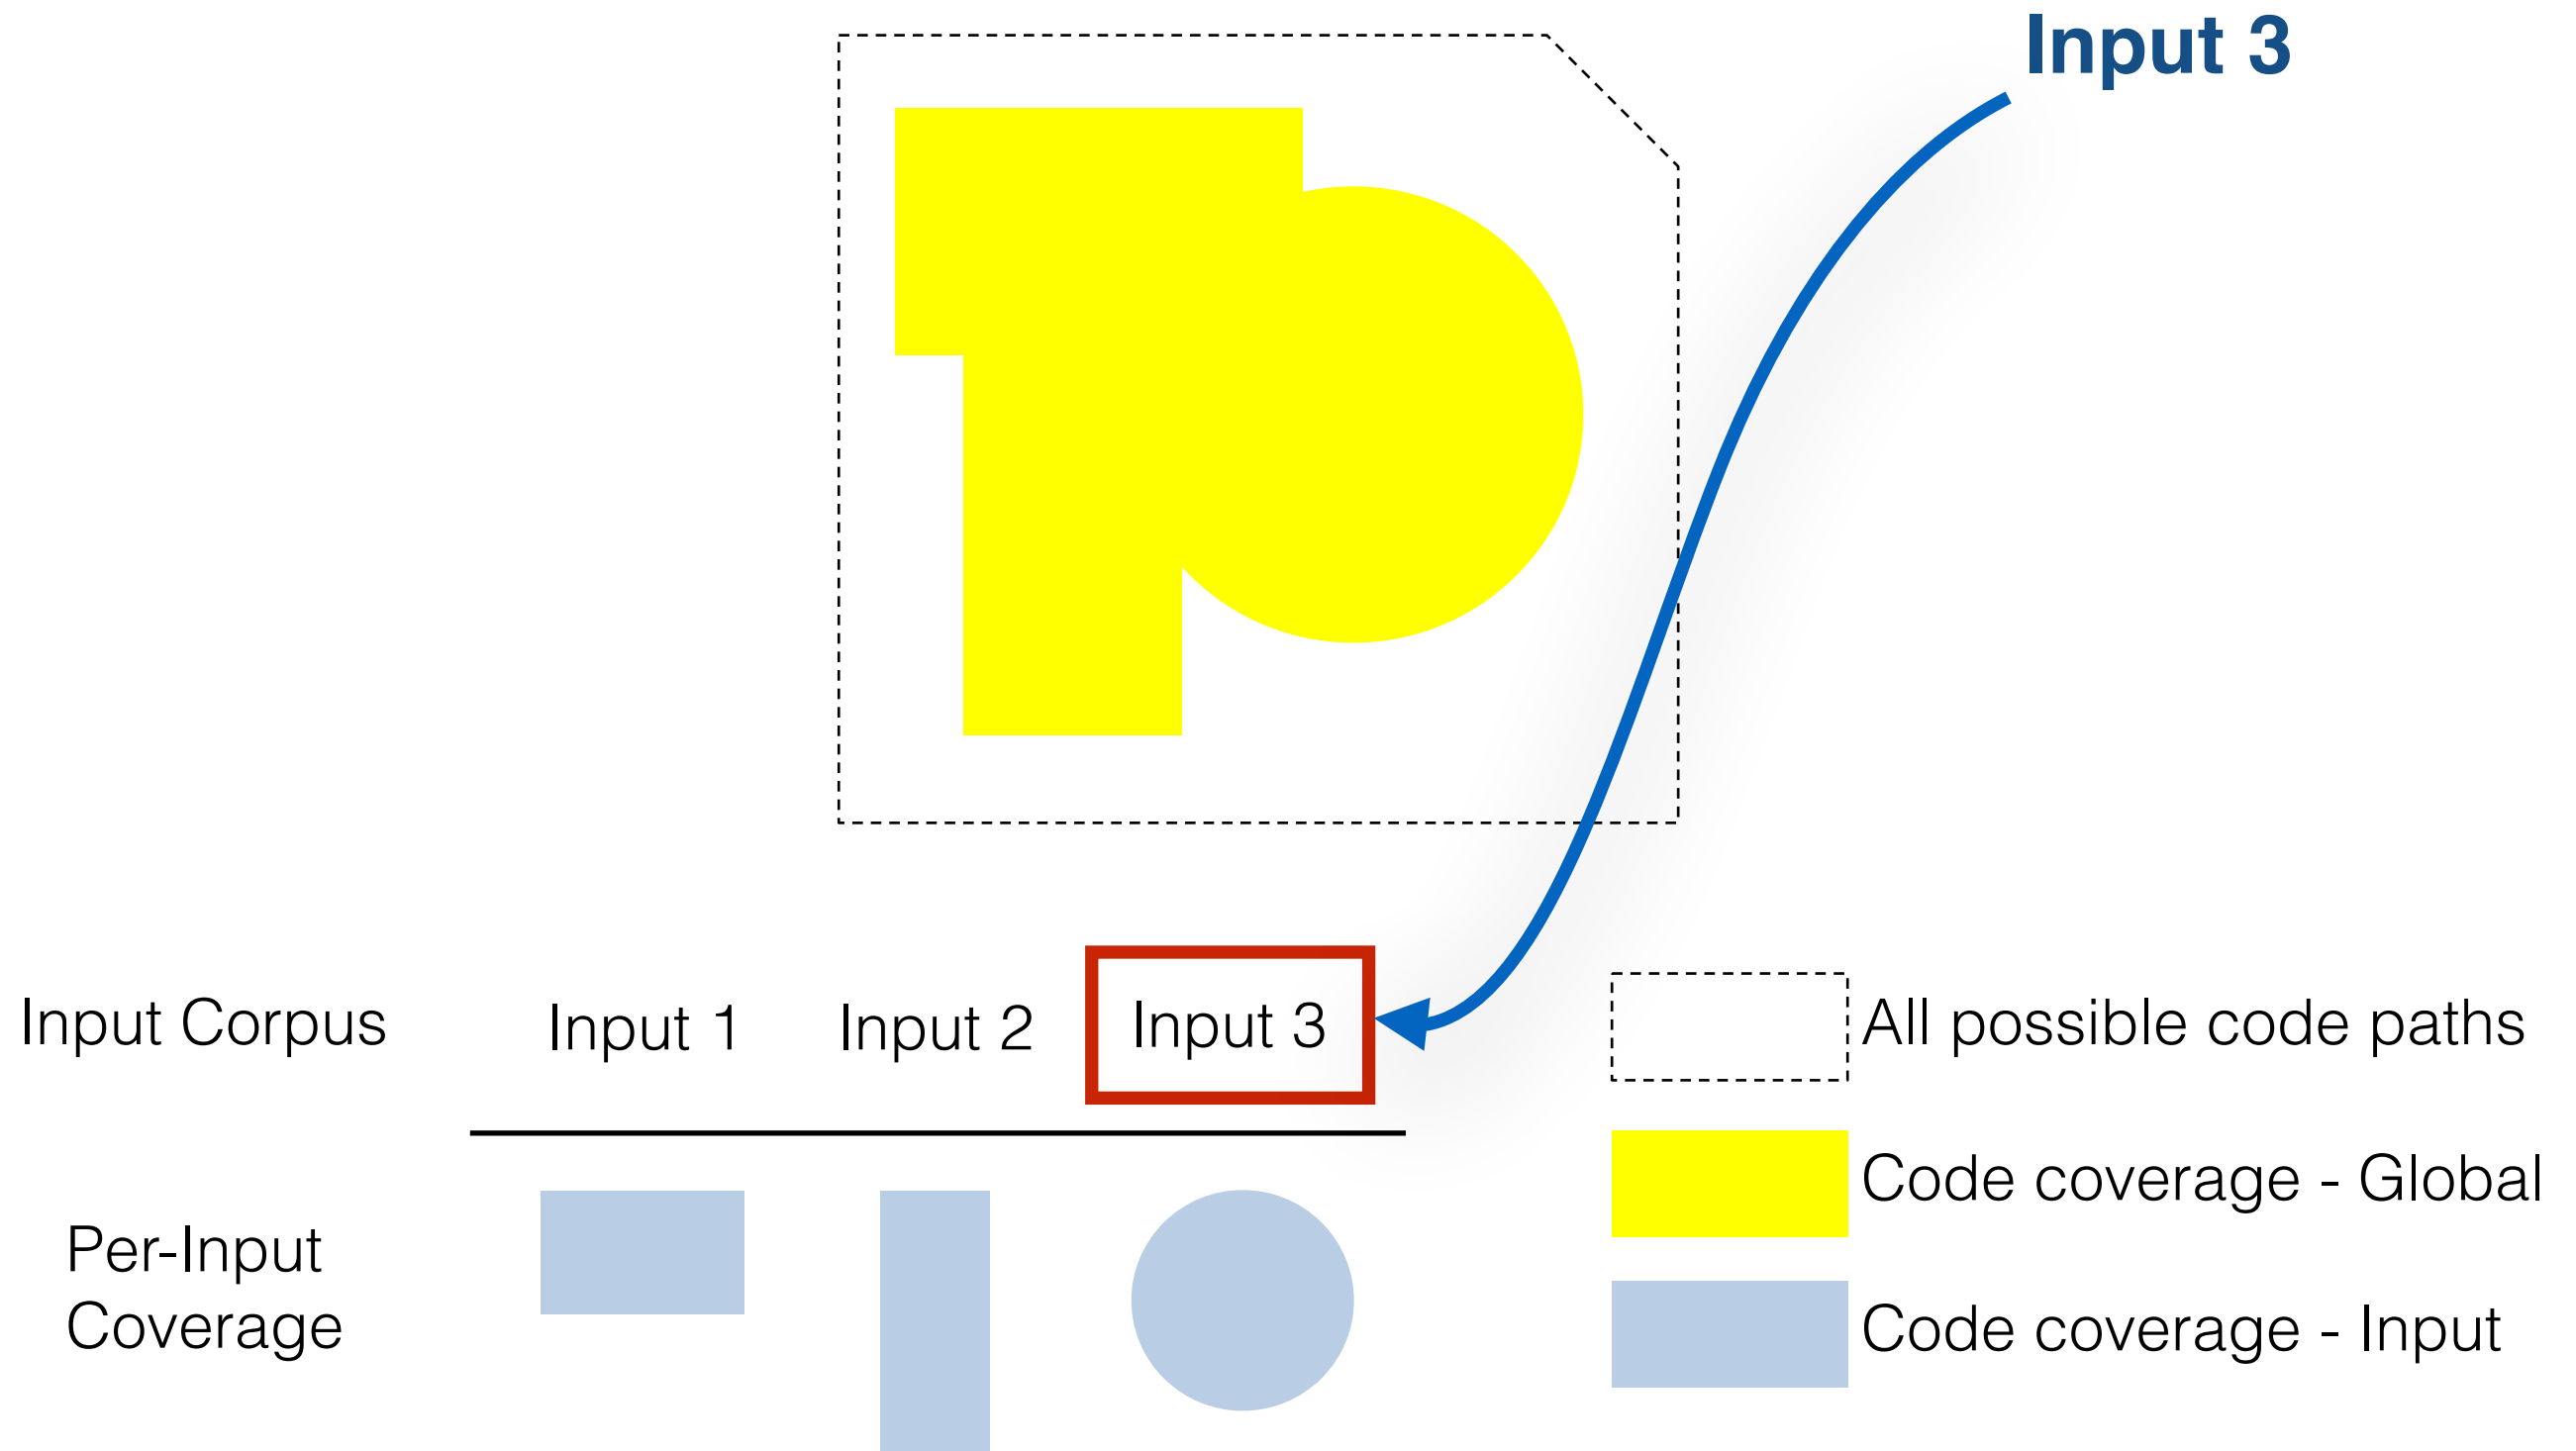 Input 3
Input Corpus
Input 1
Input 2
Input 3
All possible code paths
Code coverage - Global
Per-Input
Coverage
Code coverage - Input